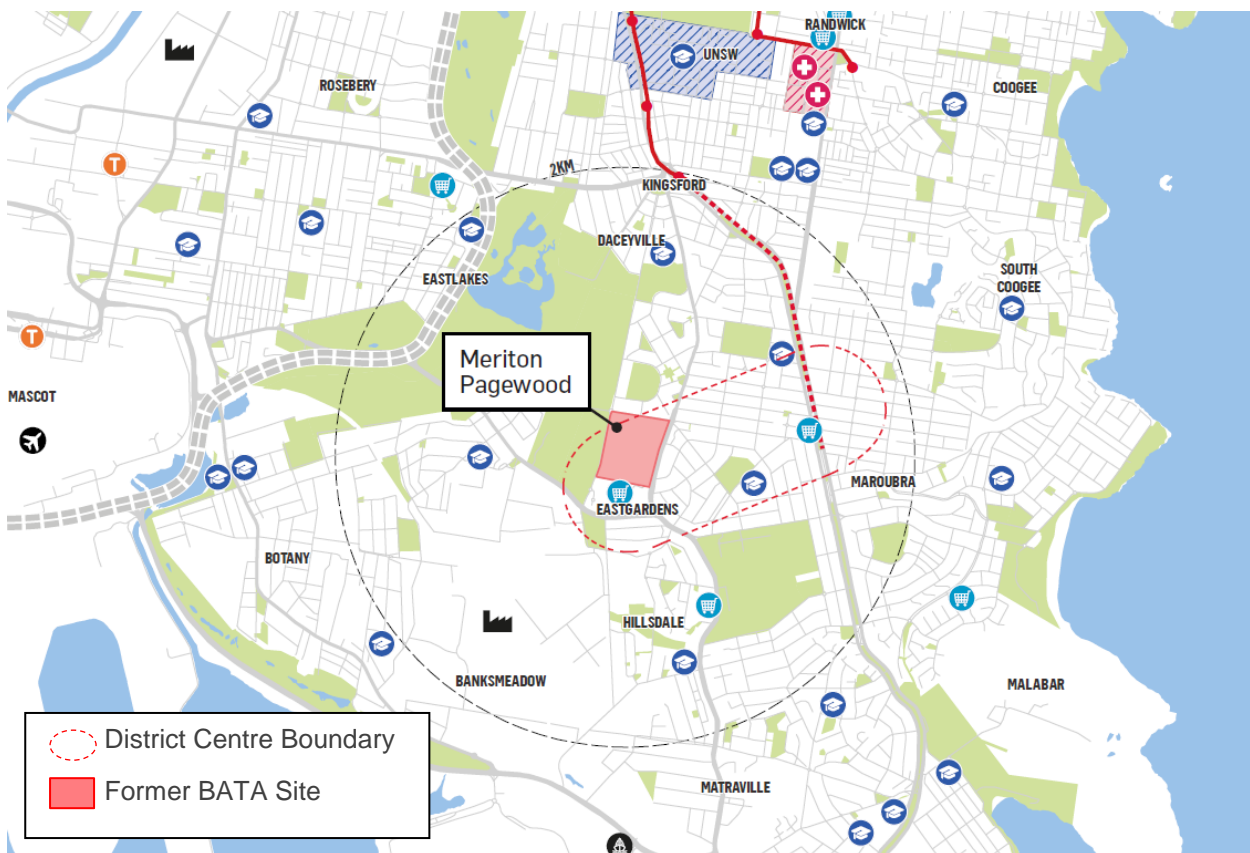 RANDWICK
UNSW
ROSEBERY
COOGEE
2KM
KINGSFORD
DACEYVILLE
EASTLAKES
SOUTH
COOGEE
T
T
Meriton
Pagewood
MASCOT
MAROUBRA
EASTGARDENS
BOTANY
HILLSDALE
BANKSMEADOW
MALABAR
District Centre Boundary
Former BATA Site
MATRAVILLE